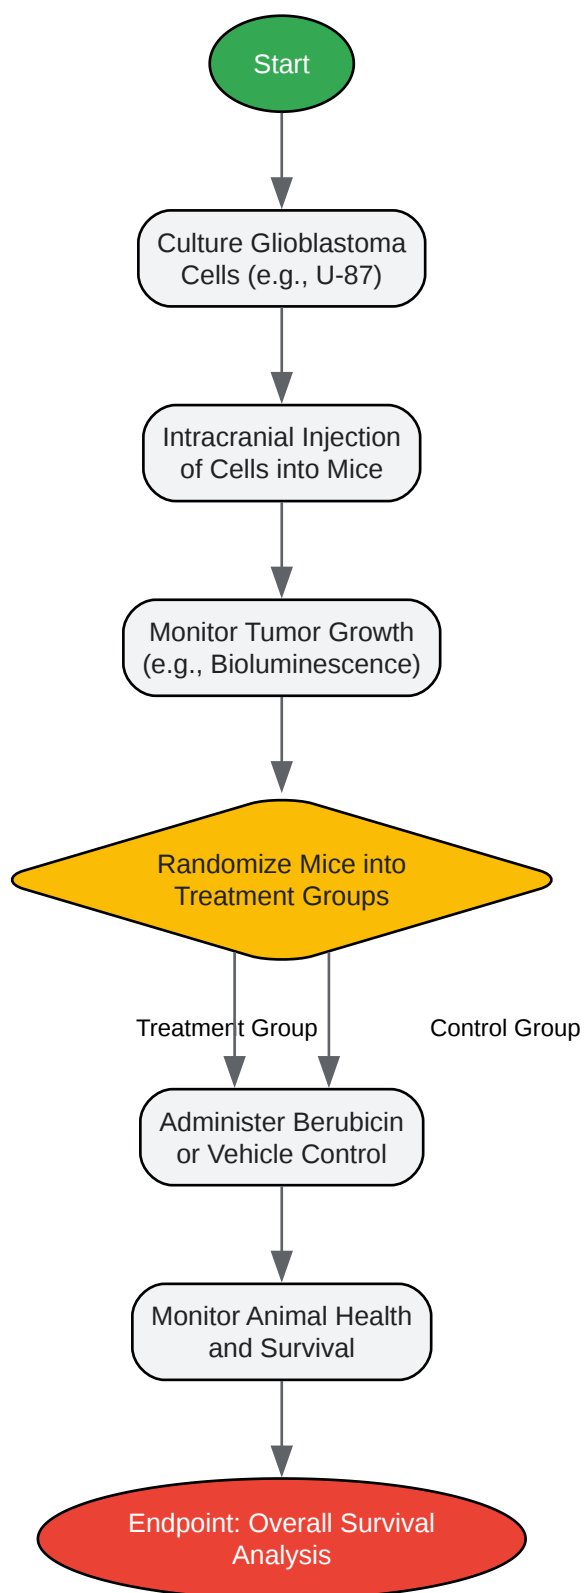 Start
Culture Glioblastoma
Cells (e.g., U-87)
Intracranial Injection
of Cells into Mice
Monitor Tumor Growth
(e.g., Bioluminescence)
Randomize Mice into
Treatment Groups
Treatment Group
Control Group
Administer Berubicin
or Vehicle Control
Monitor Animal Health
and Survival
Endpoint: Overall Survival
Analysis